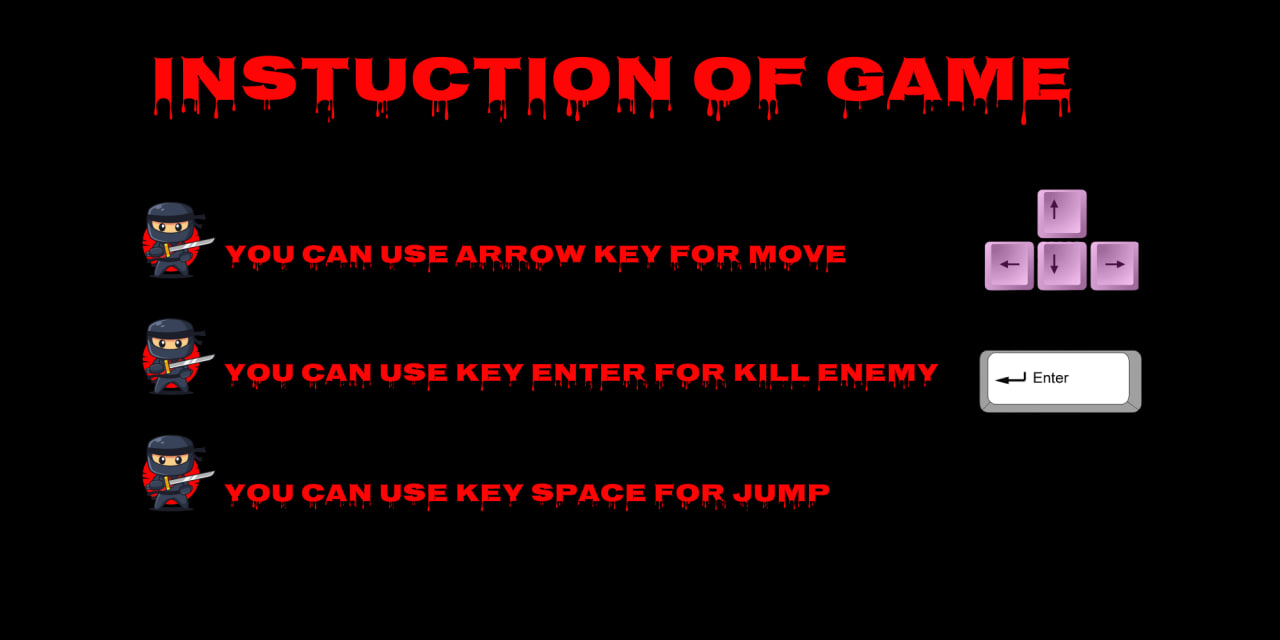 INSTUCTION OF GAME
YOU CAN USE ARROW KEY FOR MOVE
YOU CAN USE KEY ENTER FOR KILL ENEMY
Enter
YOU CAN USE KEY SPACE FOR JUMP